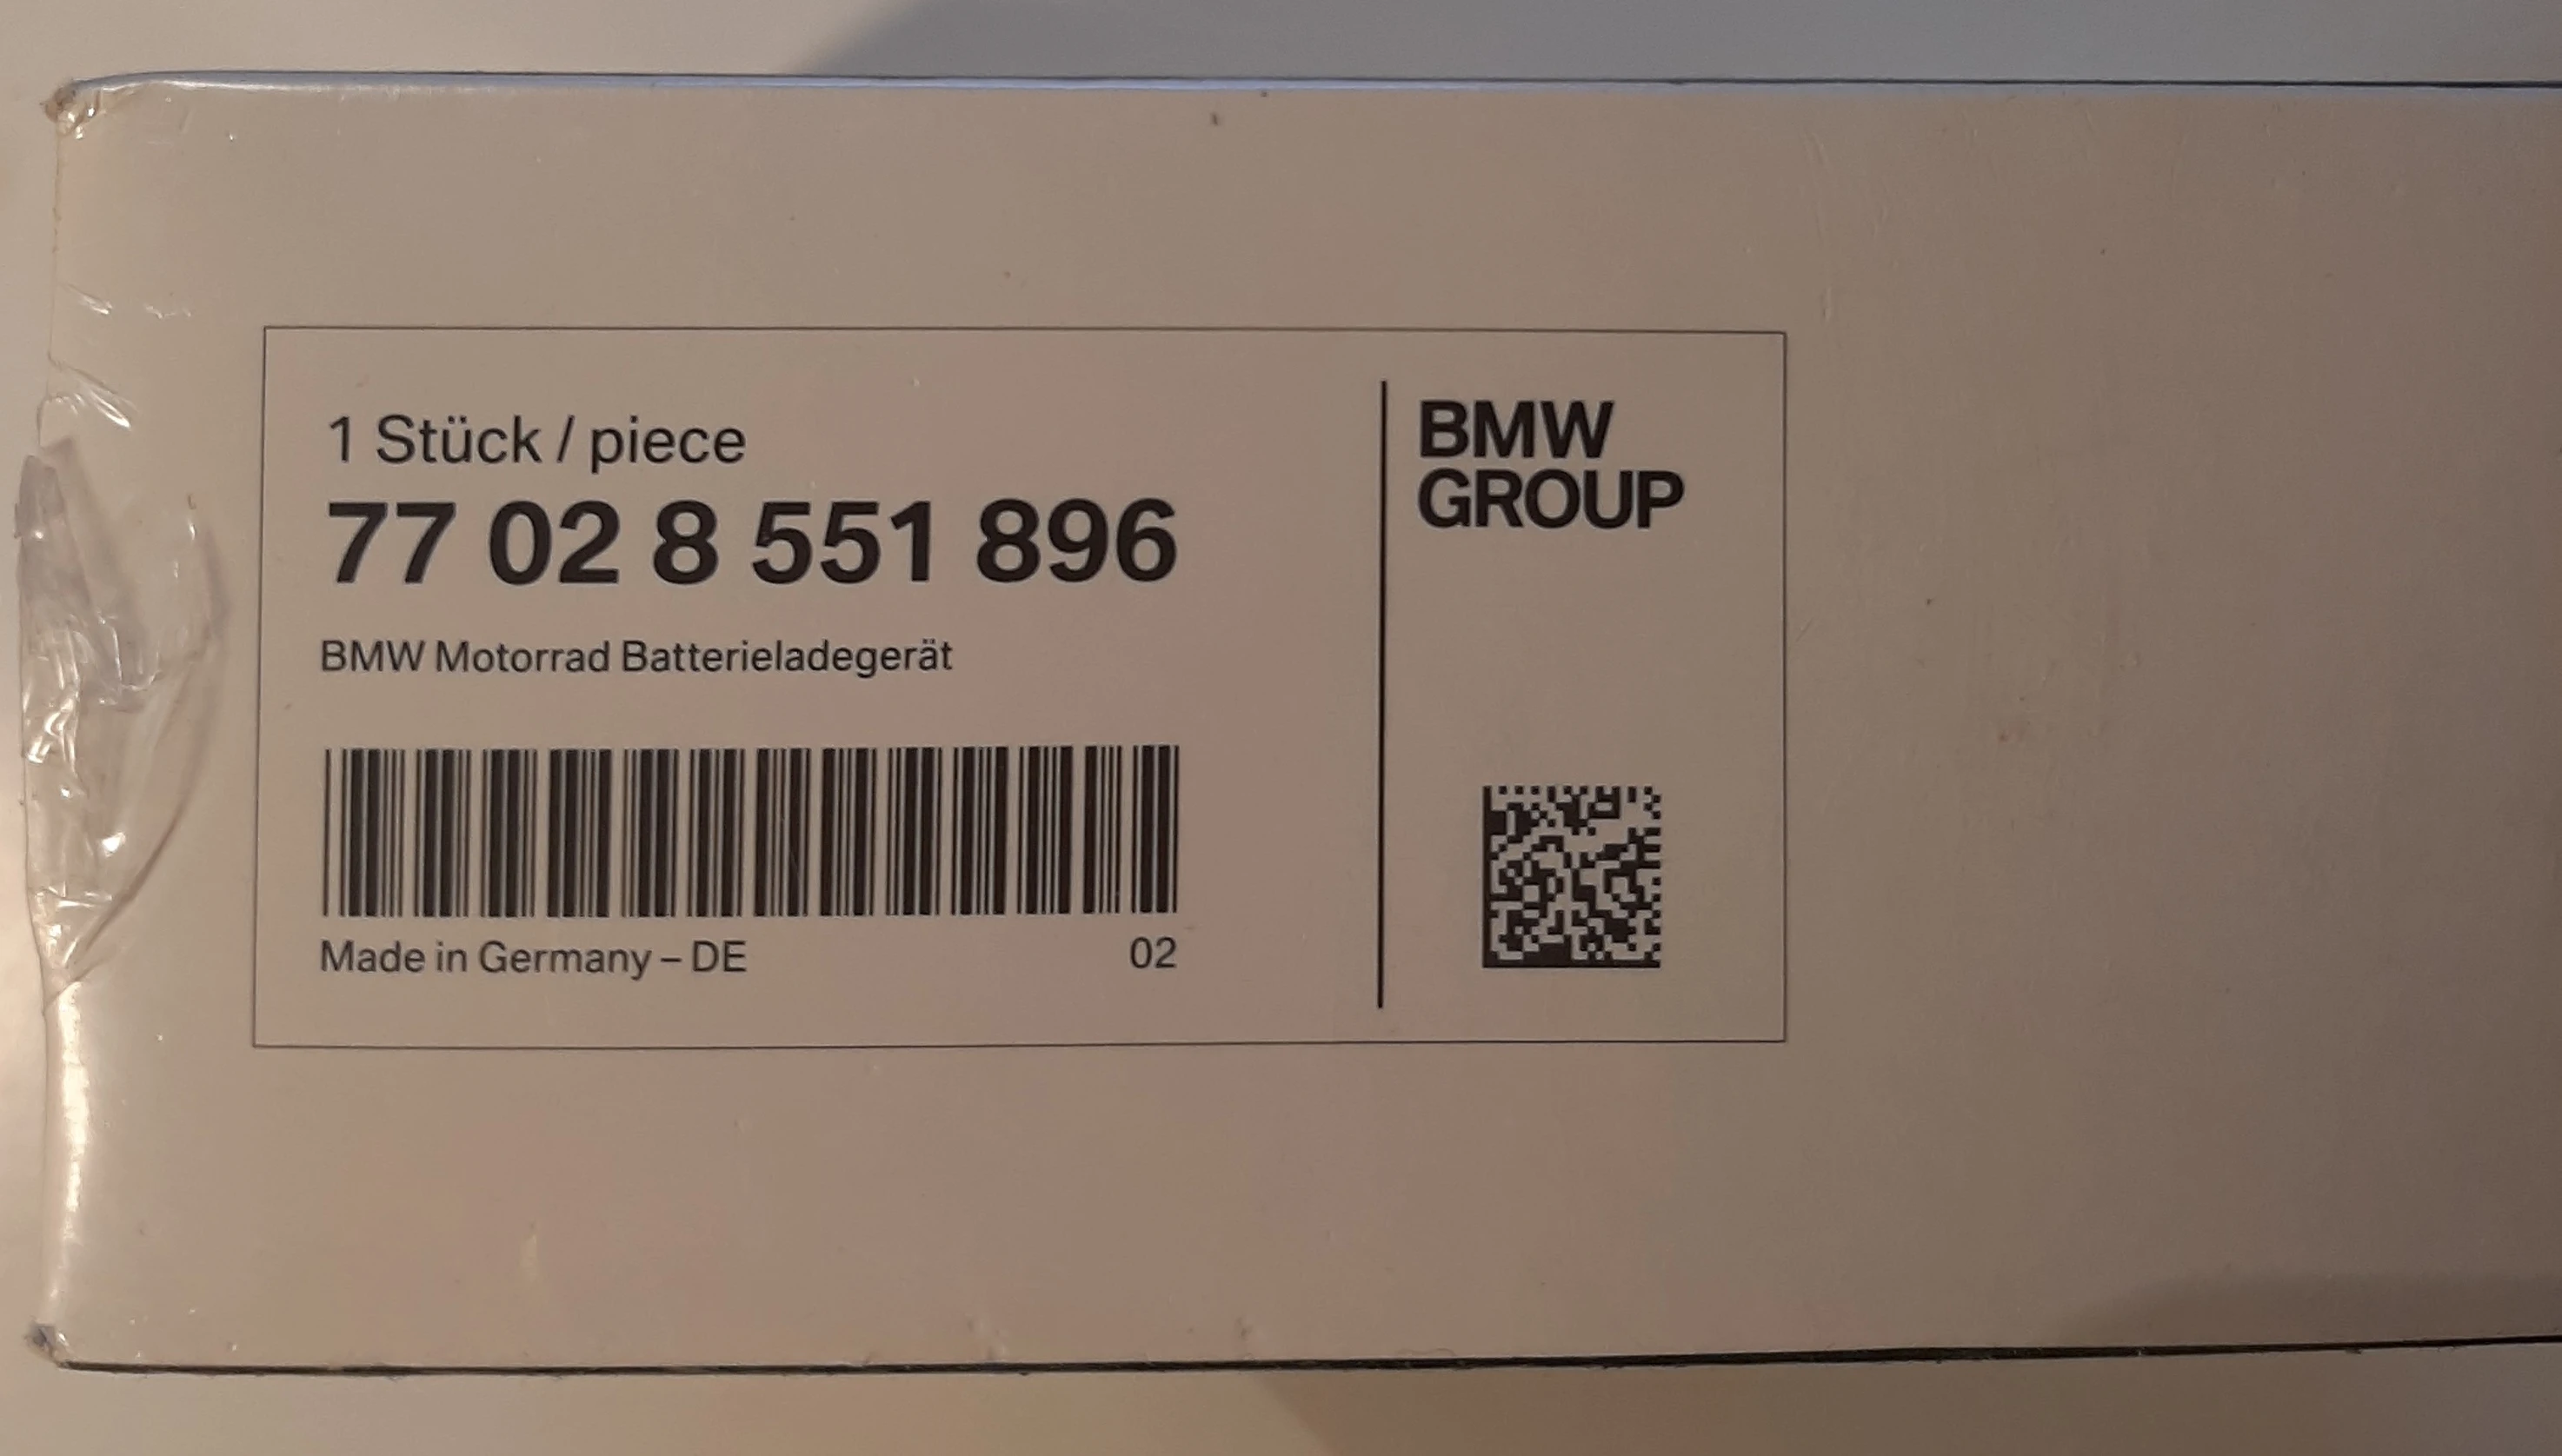 1 Stück / piece
77 02 8 551 896
BMW Motorrad Batterieladegerät
Made in Germany – DE
02
BMW
GROUP